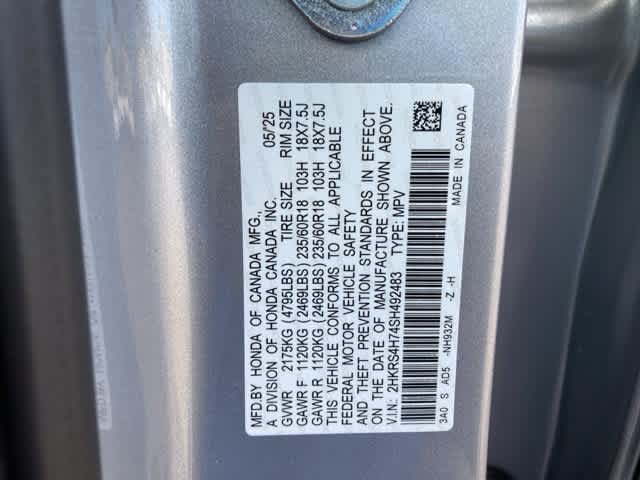 MFD.BY HONDA OF CANADA MFG.,
A DIVISION OF HONDA CANADA INC. 05/'25
GVWR 2175KG (4795LBS) TIRE SIZE RIM SIZE
GAWR F 1120KG (2469LBS) 235/60R18 103H 18X7.5J
GAWR R 1120KG (2469LBS) 235/60R18 103H 18X7.5J
THIS VEHICLE CONFORMS TO ALL APPLICABLE
FEDERAL MOTOR VEHICLE SAFETY
AND THEFT PREVENTION STANDARDS IN EFFECT
ON THE DATE OF MANUFACTURE SHOWN ABOVE.
V.I.N: 2HKRS4H74SH492483 TYPE: MPV
3A0 S AD5 -NH932M -Z -H
MADE IN CANADA